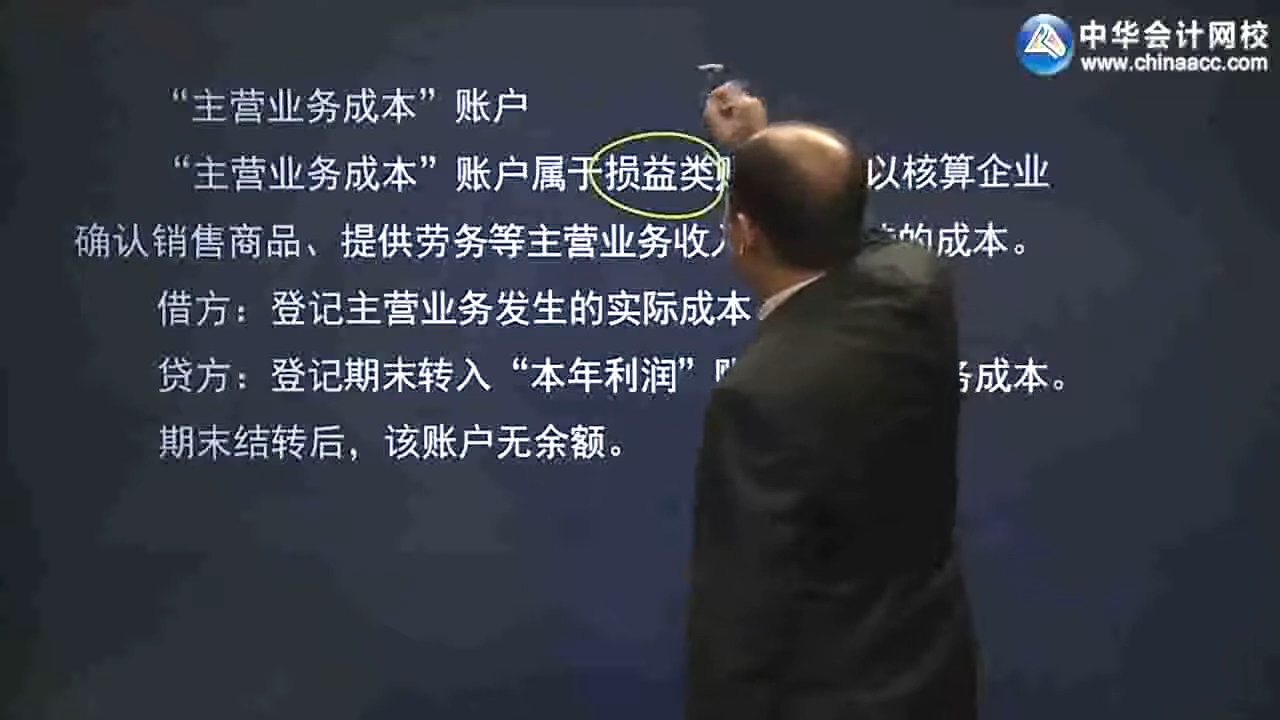 中华会计网校
www.chinaacc.com
“主营业务成本”账户
“主营业务成本”账户属于损益类 以核算企业
确认销售商品、提供劳务等主营业务收 的成本。
借方：登记主营业务发生的实际成本
贷方：登记期末转入“本年利润” 成本。
期末结转后，该账户无余额。